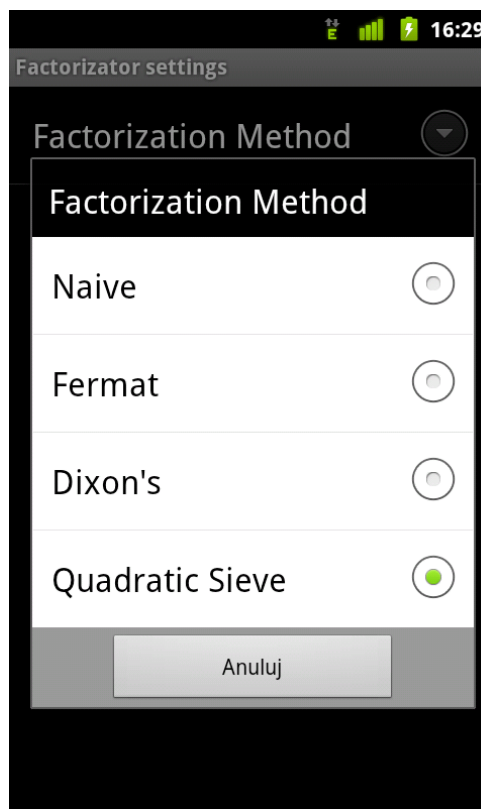 E 16:29
Factorizator settings
Factorization Method
Factorization Method
Naive
Fermat
Dixon's
Quadratic Sieve
Anuluj